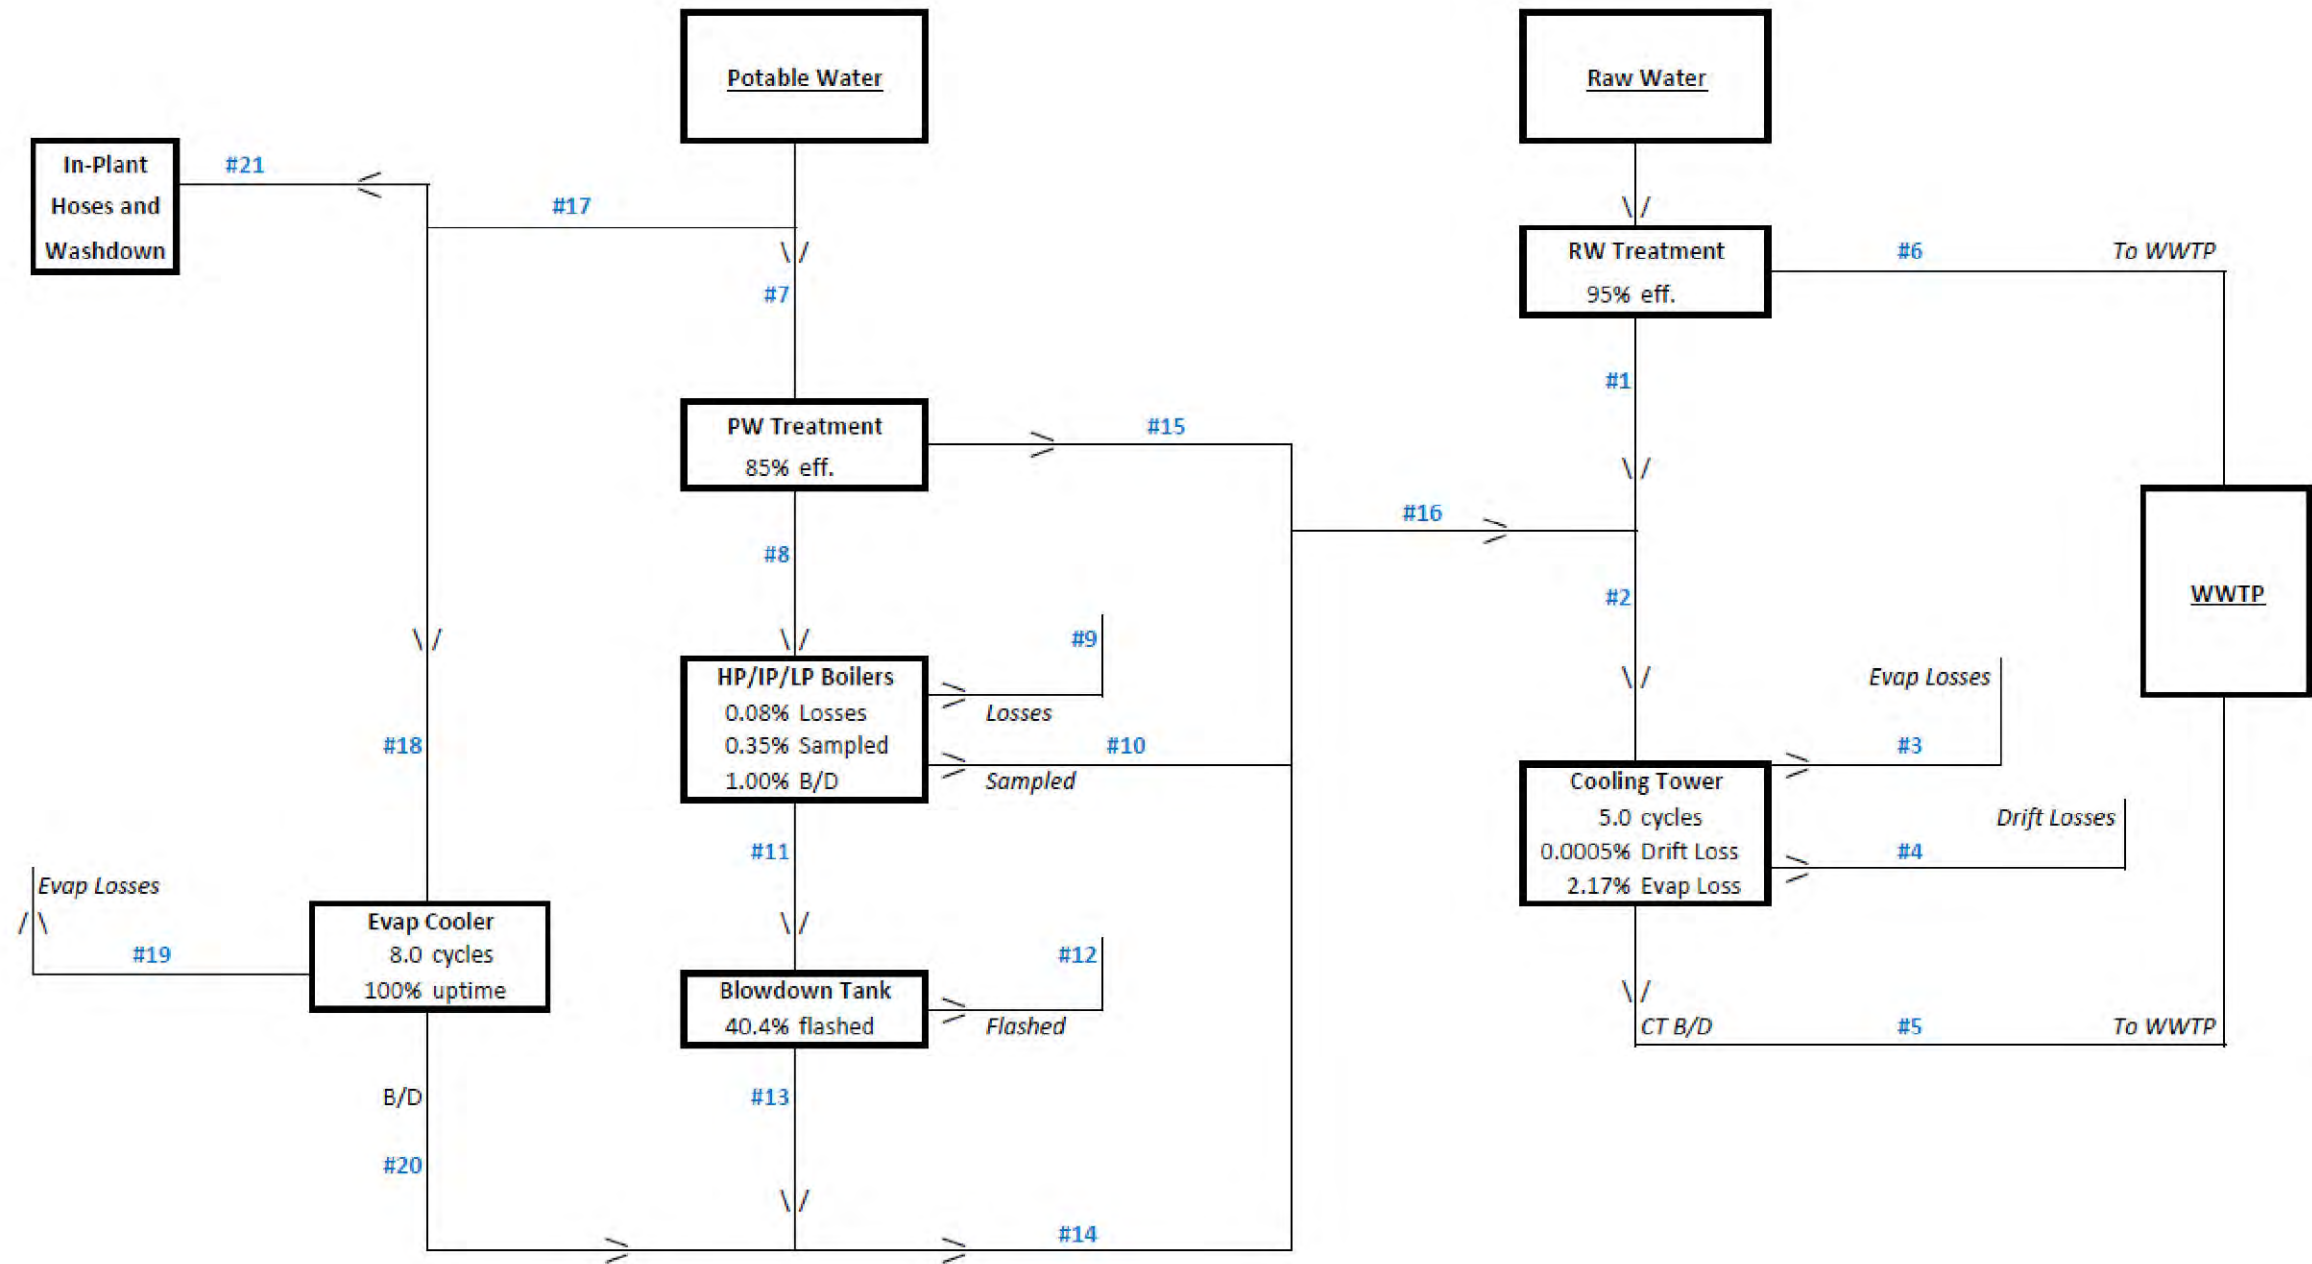 Potable Water
Raw Water
In-Plant
Hoses and
Washdown
#21
#17
#7
RW Treatment
95% eff.
#6
To WWTP
#1
PW Treatment
85% eff.
#15
#16
#8
#2
WWTP
HP/IP/LP Boilers
0.08% Losses
0.35% Sampled
1.00% B/D
#9
Losses
#10
Sampled
Evap Losses
#3
#18
Cooling Tower
5.0 cycles
0.0005% Drift Loss
2.17% Evap Loss
Drift Losses
#4
#11
Evap Losses
#19
Evap Cooler
8.0 cycles
100% uptime
Blowdown Tank
40.4% flashed
#12
Flashed
CT B/D
#5
To WWTP
B/D
#13
#20
#14